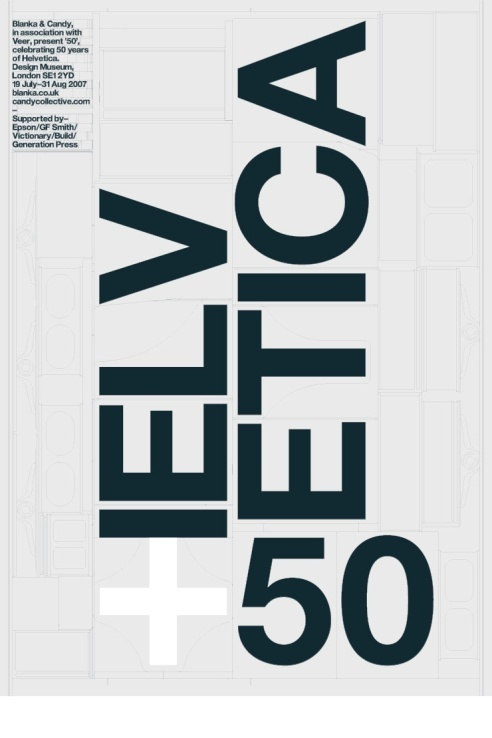 Blanka & Candy,
in association with
Veer, present '50',
celebrating 50 years
of Helvetica.
Design Museum,
London SE1 2YD
19 July–31 Aug 2007
blanka.co.uk
candycollective.com
–
Supported by–
Epson/GF Smith/
Victionary/Build/
Generation Press
HELV
ETICA
50